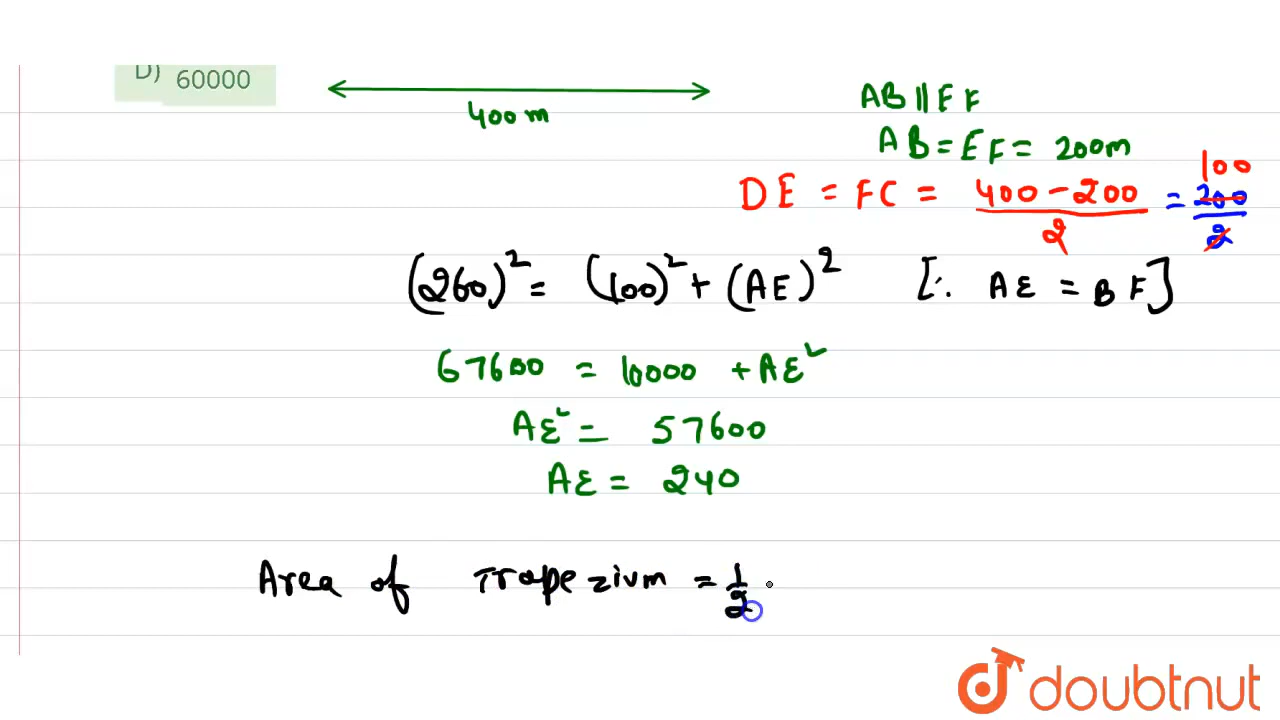 D) 60000
400 m
AB || EF
AB = EF = 200m
DE = FC = 400 - 200 / 2 = 200 / 2 100
(260)² = (100)² + (AE)² [∵ AE = BF]
67600 = 10000 + AE²
AE² = 57600
AE = 240
Area of Trapezium = 1/2
doubtnut